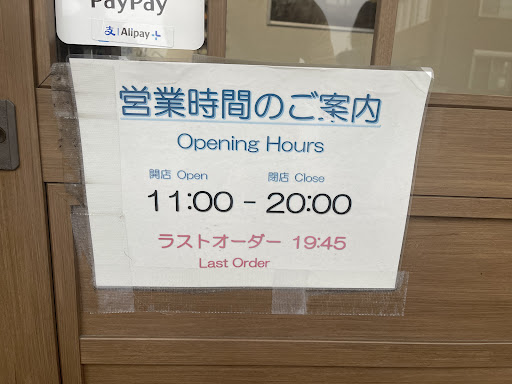 PayPay
支 Alipay+
営業時間のご案内
Opening Hours
開店 Open 閉店 Close
11:00 - 20:00
ラストオーダー 19:45
Last Order